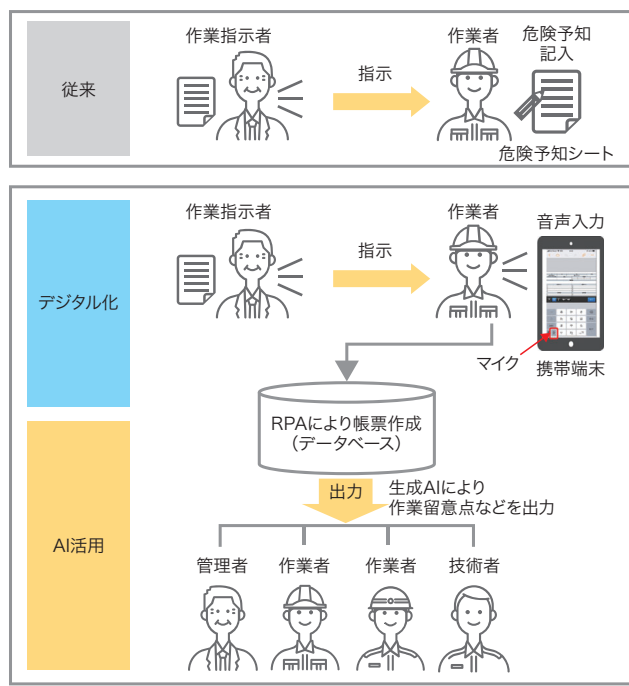 従来
作業指示者
指示
作業者
危険予知
記入
危険予知シート
デジタル化
作業指示者
指示
作業者
音声入力
マイク
携帯端末
RPAにより帳票作成
（データベース）
AI活用
出力
生成AIにより
作業留意点などを出力
管理者
作業者
作業者
技術者